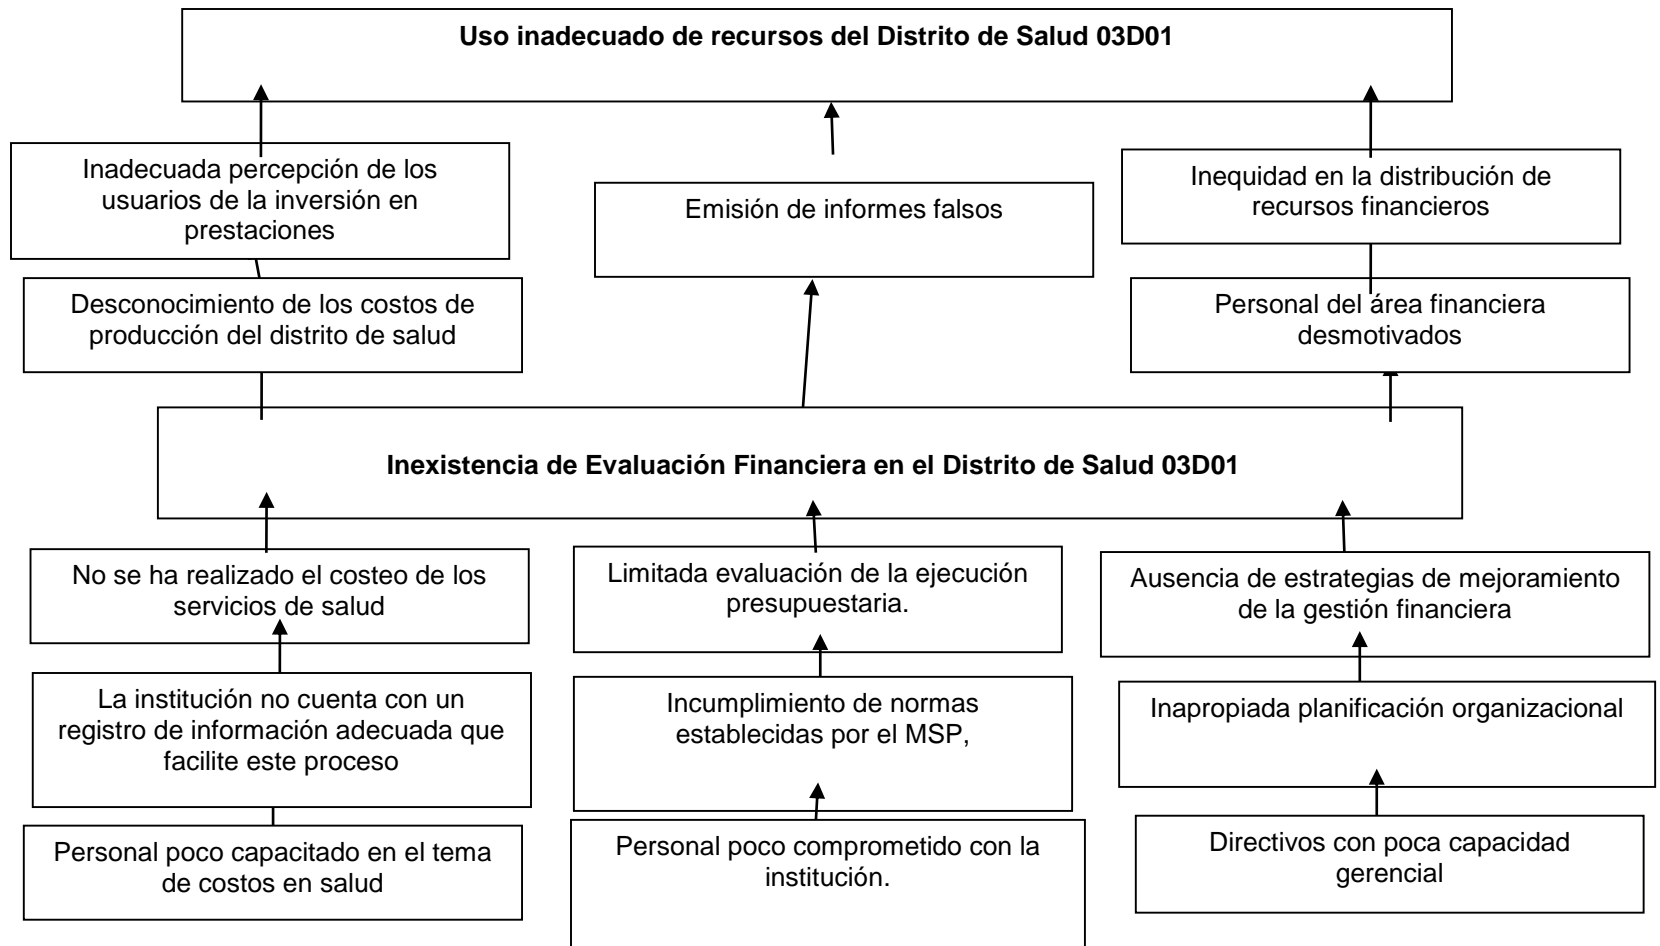 Uso inadecuado de recursos del Distrito de Salud 03D01
Inadecuada percepción de los
usuarios de la inversión en
prestaciones
Emisión de informes falsos
Inequidad en la distribución de
recursos financieros
Desconocimiento de los costos de
producción del distrito de salud
Personal del área financiera
desmotivados
Inexistencia de Evaluación Financiera en el Distrito de Salud 03D01
No se ha realizado el costeo de los
servicios de salud
Limitada evaluación de la ejecución
presupuestaria.
Ausencia de estrategias de mejoramiento
de la gestión financiera
La institución no cuenta con un
registro de información adecuada que
facilite este proceso
Incumplimiento de normas
establecidas por el MSP,
Inapropiada planificación organizacional
Personal poco capacitado en el tema
de costos en salud
Personal poco comprometido con la
institución.
Directivos con poca capacidad
gerencial